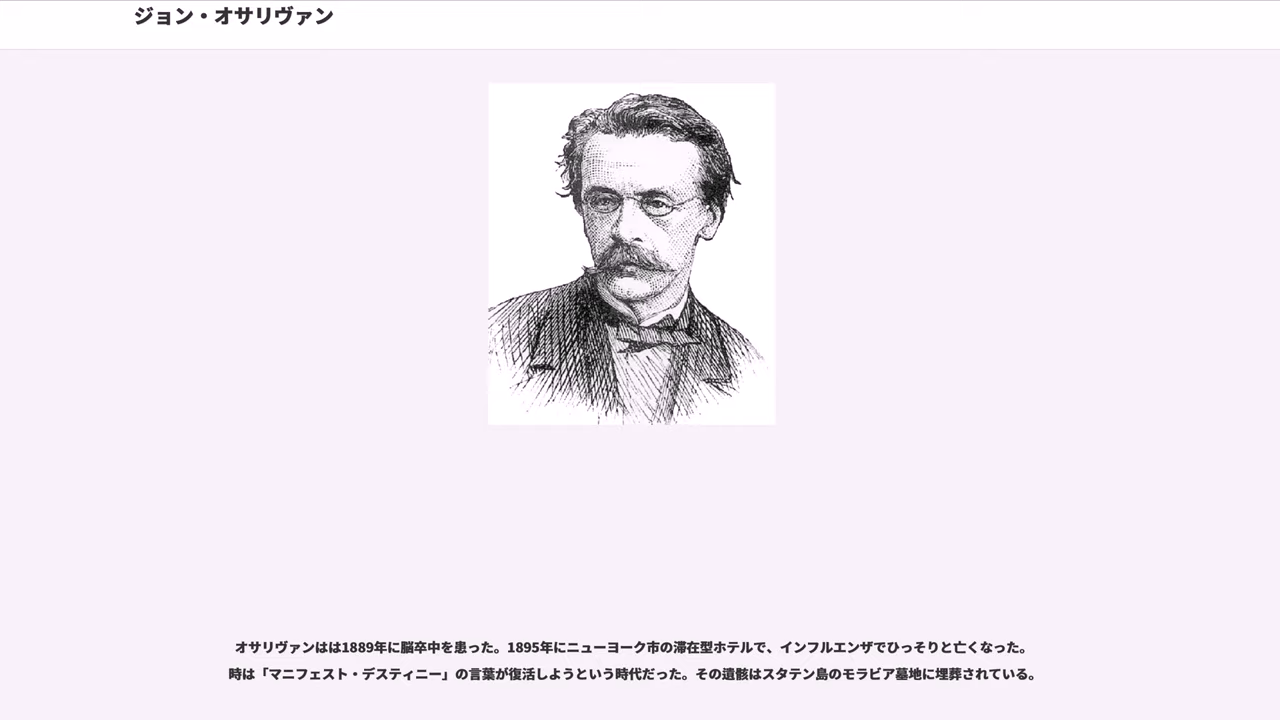 ジョン・オサリヴァン
オサリヴァンはは1889年に脳卒中を患った。1895年にニューヨーク市の滞在型ホテルで、インフルエンザでひっそりと亡くなった。
時は「マニフェスト・デスティニー」の言葉が復活しようという時代だった。その遺骸はスタテン島のモラビア墓地に埋葬されている。